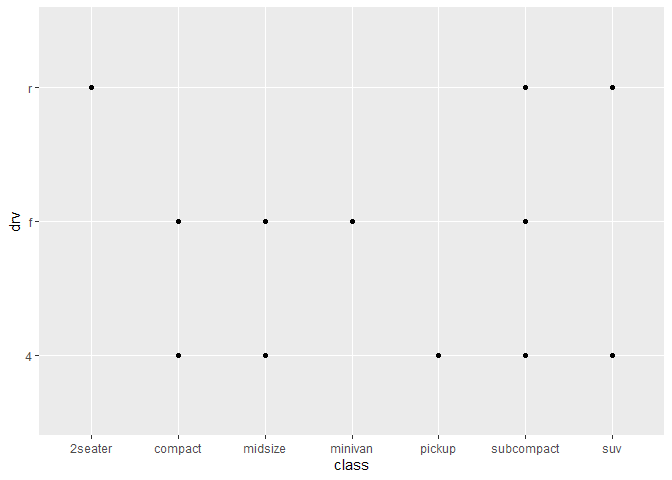 r
f
drv
4
2seater compact midsize minivan pickup subcompact suv
class